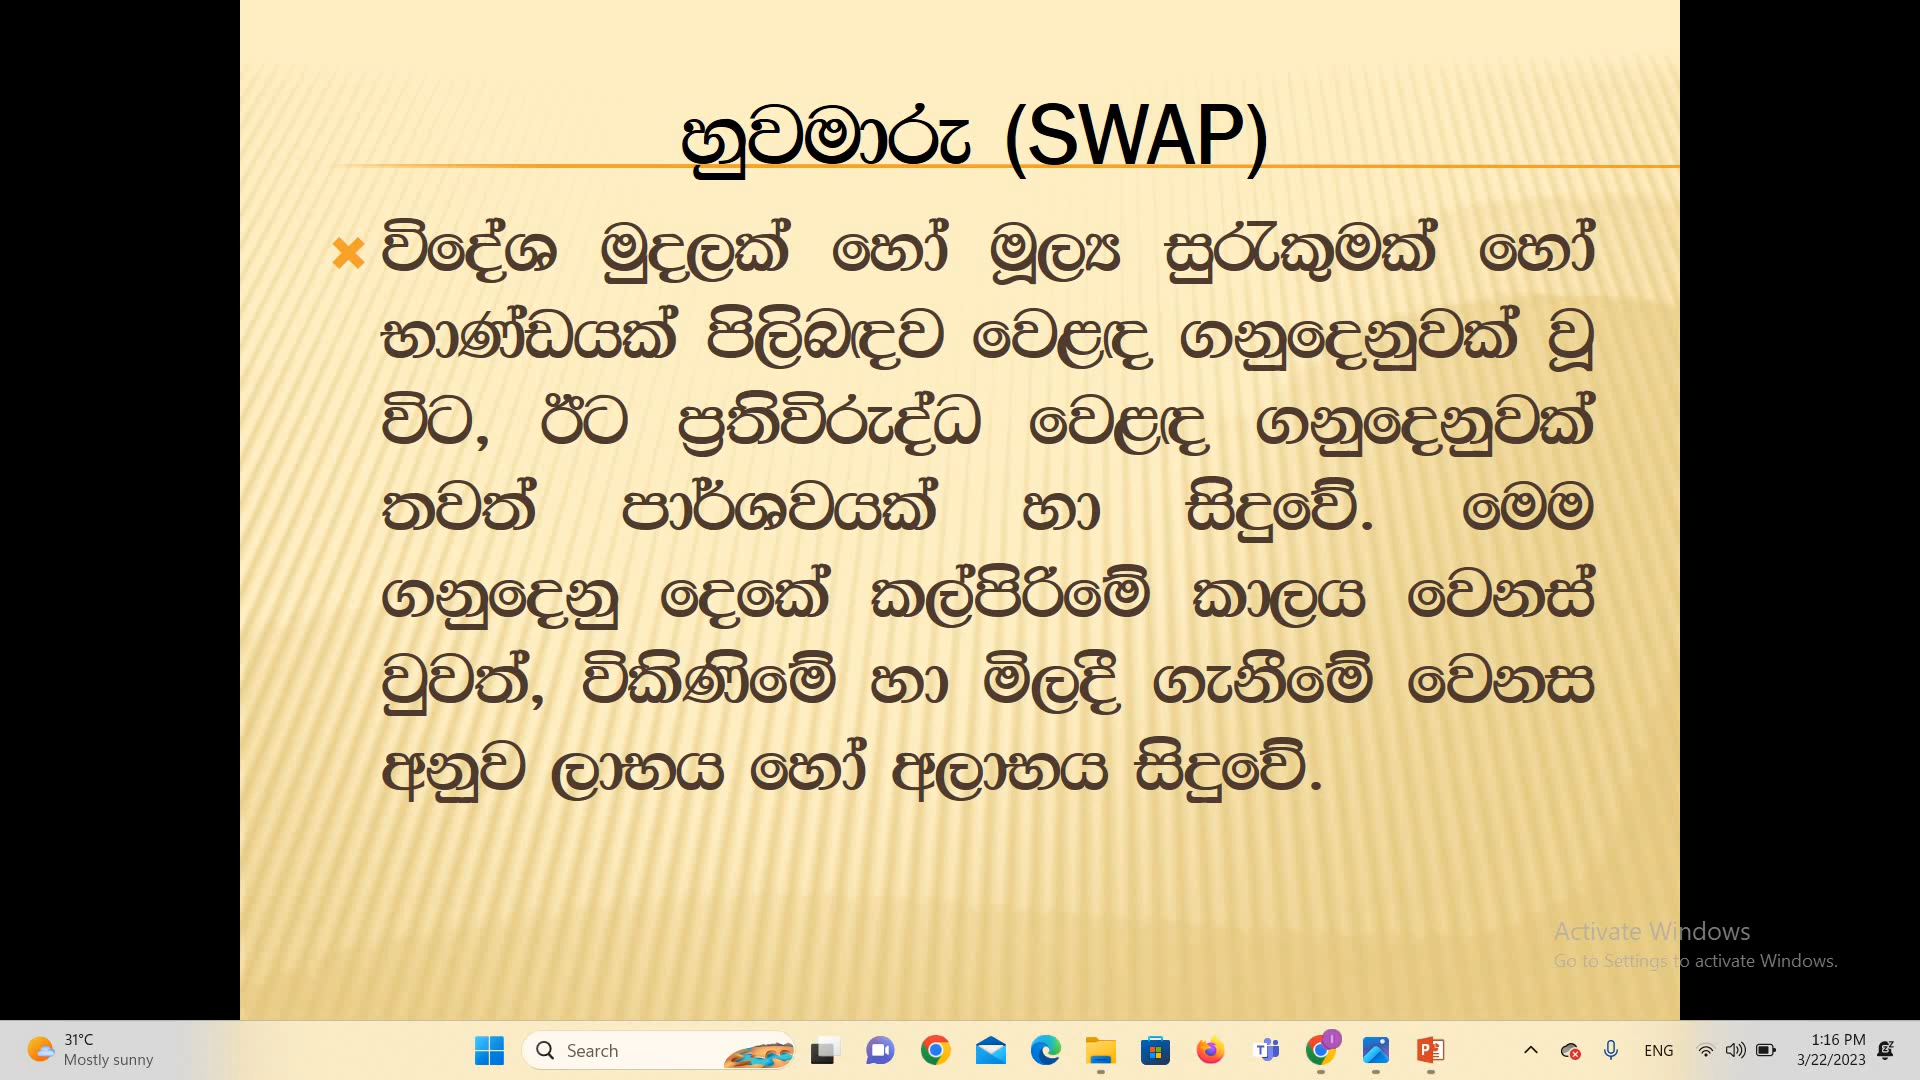 හුවමාරු (SWAP)
විදේශ මුදලක් හෝ මූල්‍ය සුරැකුමක් හෝ
භාණ්ඩයක් පිලිබඳව වෙළඳ ගනුදෙනුවක් වූ
විට, ඊට ප්‍රතිවිරුද්ධ වෙළඳ ගනුදෙනුවක්
තවත් පාර්ශවයක් හා සිදුවේ. මෙම
ගනුදෙනු දෙකේ කල්පිරිමේ කාලය වෙනස්
වුවත්, විකිණිමේ හා මිලදී ගැනීමේ වෙනස
අනුව ලාභය හෝ අලාභය සිදුවේ.
Activate Windows
Go to Settings to activate Windows.
31°C
Mostly sunny
Search
ENG
1:16 PM
3/22/2023